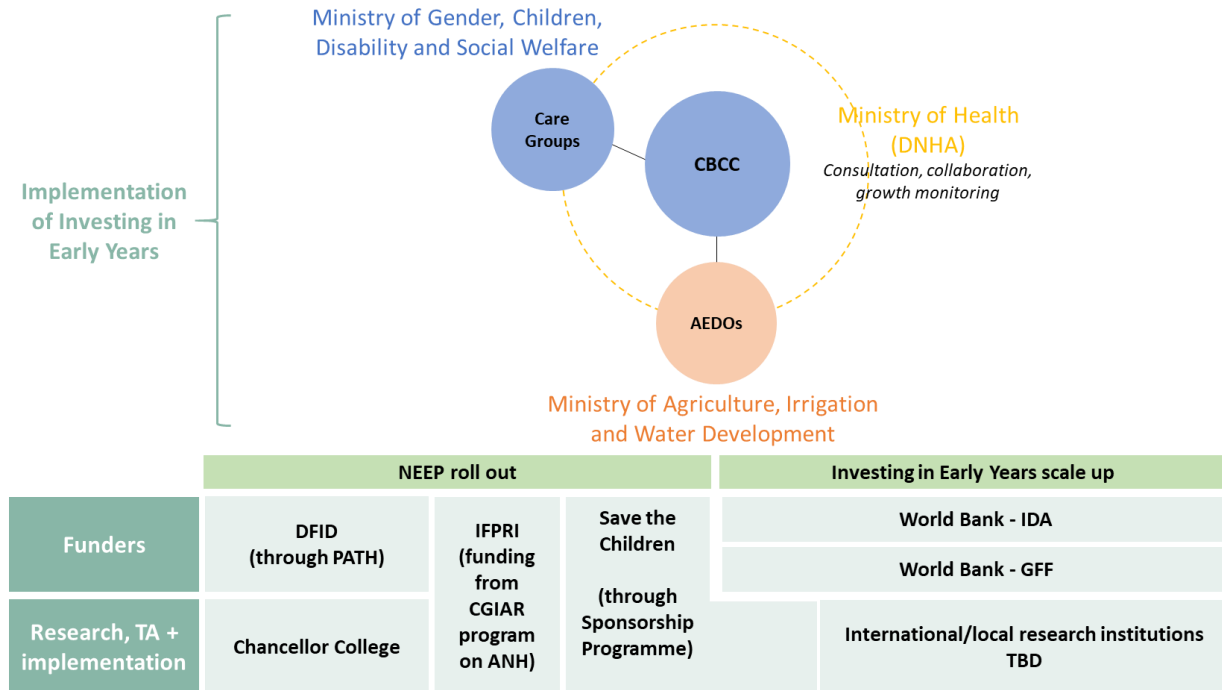 Ministry of Gender, Children,
Disability and Social Welfare
Care
Groups
CBCC
Ministry of Health
(DNHA)
Consultation, collaboration,
growth monitoring
Implementation
of Investing in
Early Years
AEDOs
Ministry of Agriculture, Irrigation
and Water Development
NEEP roll out
Investing in Early Years scale up
Funders
DFID
(through PATH)
IFPRI
(funding
from
CGIAR
program
on ANH)
Save the
Children
(through
Sponsorship
Programme)
World Bank - IDA
World Bank - GFF
Research, TA +
implementation
Chancellor College
International/local research institutions
TBD